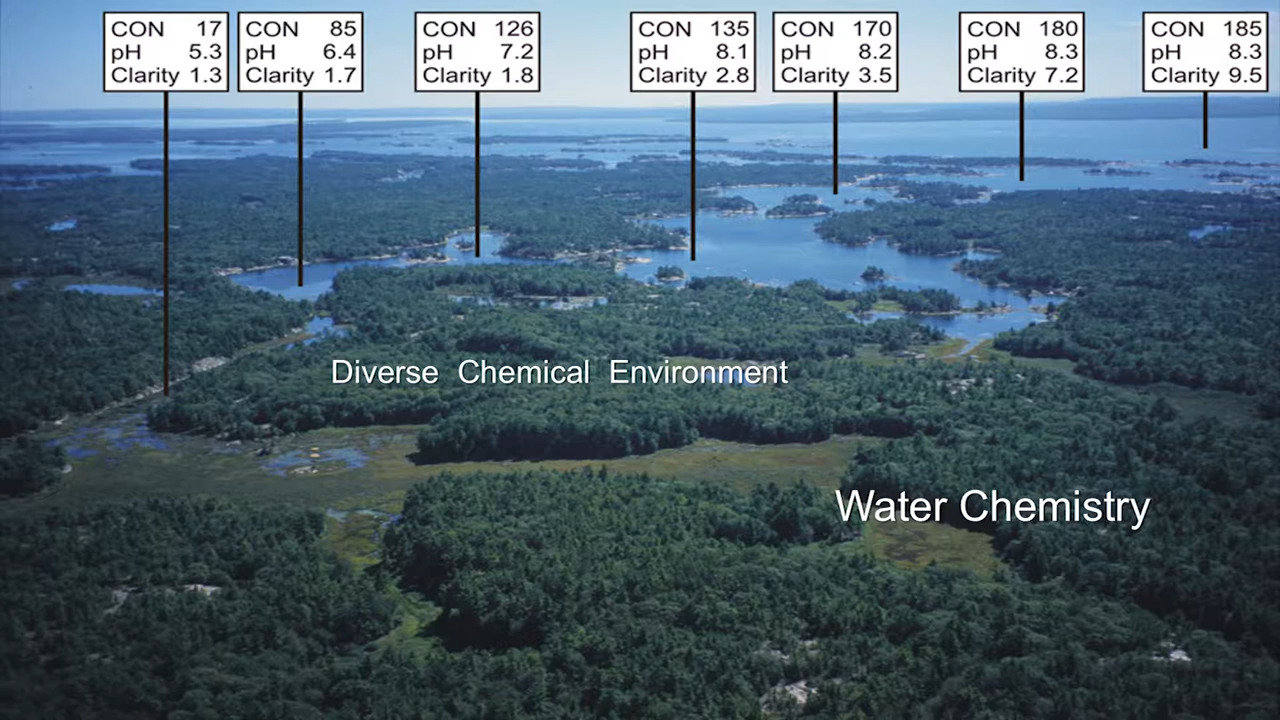 CON 17
pH 5.3
Clarity 1.3
CON 85
pH 6.4
Clarity 1.7
CON 126
pH 7.2
Clarity 1.8
CON 135
pH 8.1
Clarity 2.8
CON 170
pH 8.2
Clarity 3.5
CON 180
pH 8.3
Clarity 7.2
CON 185
pH 8.3
Clarity 9.5
Diverse Chemical Environment
Water Chemistry